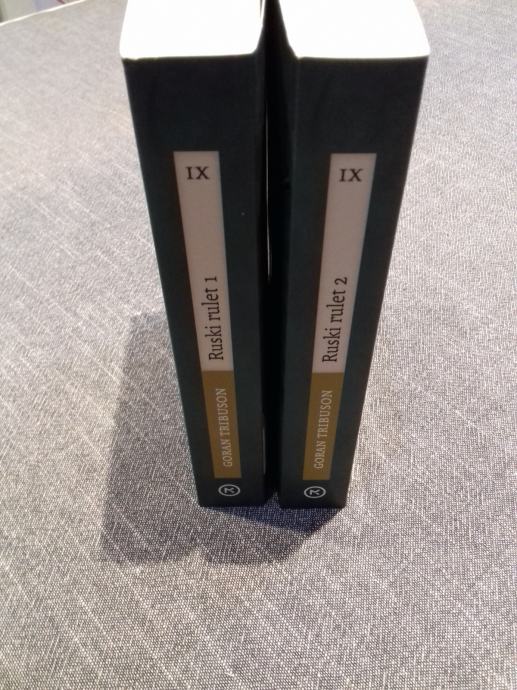 IX
Ruski rulet 1
GORAN TRIBUSON
IX
Ruski rulet 2
GORAN TRIBUSON